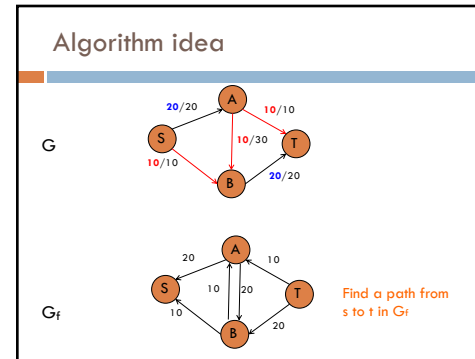 Algorithm idea
A
20/20
10/10
G
S
10/30
T
10/10
B
20/20
A
20
10
S
10
20
T
Find a path from
s to t in Gf
10
20
Gf
B